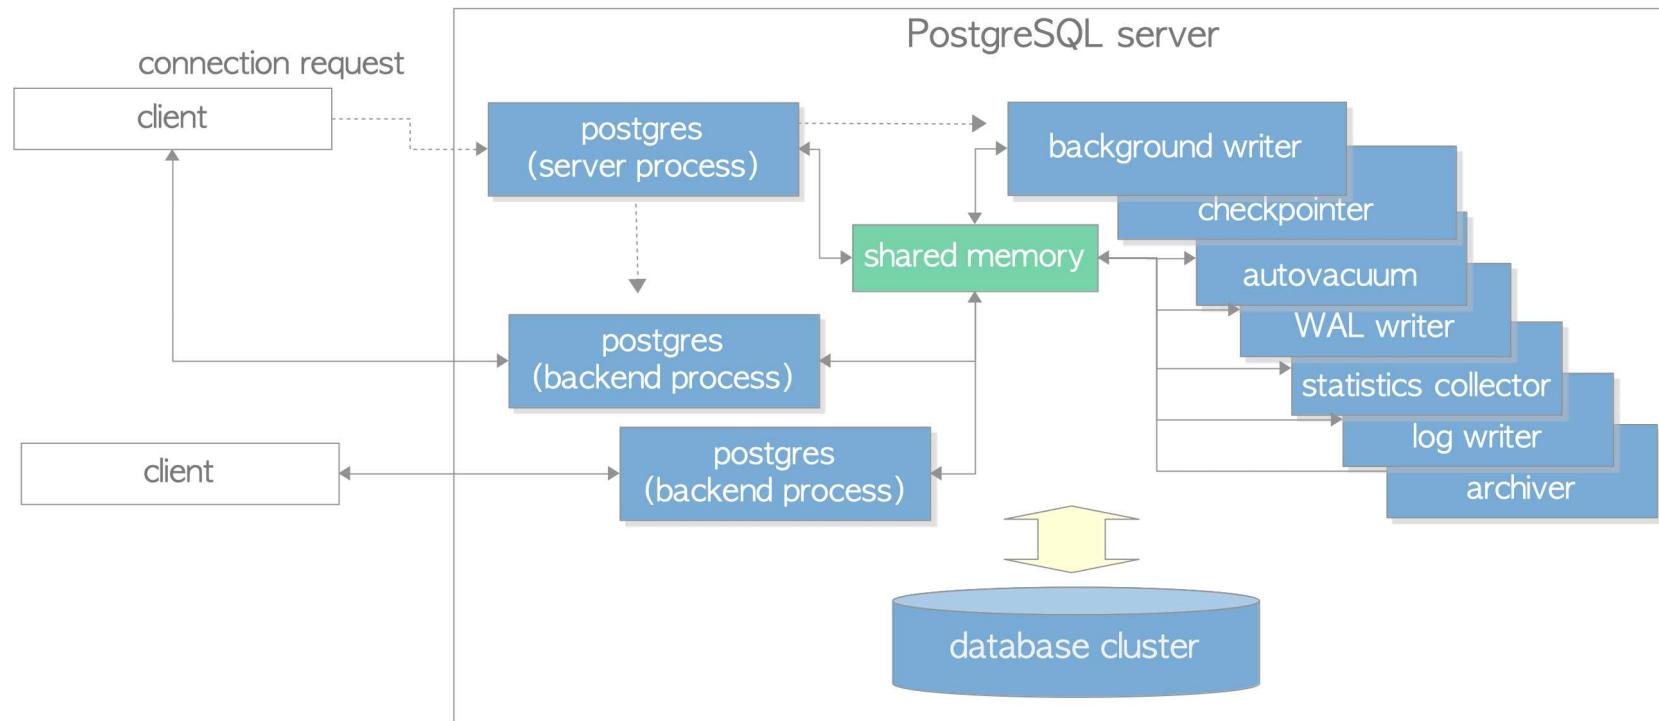 PostgreSQL server
connection request
client
postgres
(server process)
background writer
checkpointer
shared memory
autovacuum
WAL writer
postgres
(backend process)
statistics collector
log writer
client
postgres
(backend process)
archiver
database cluster